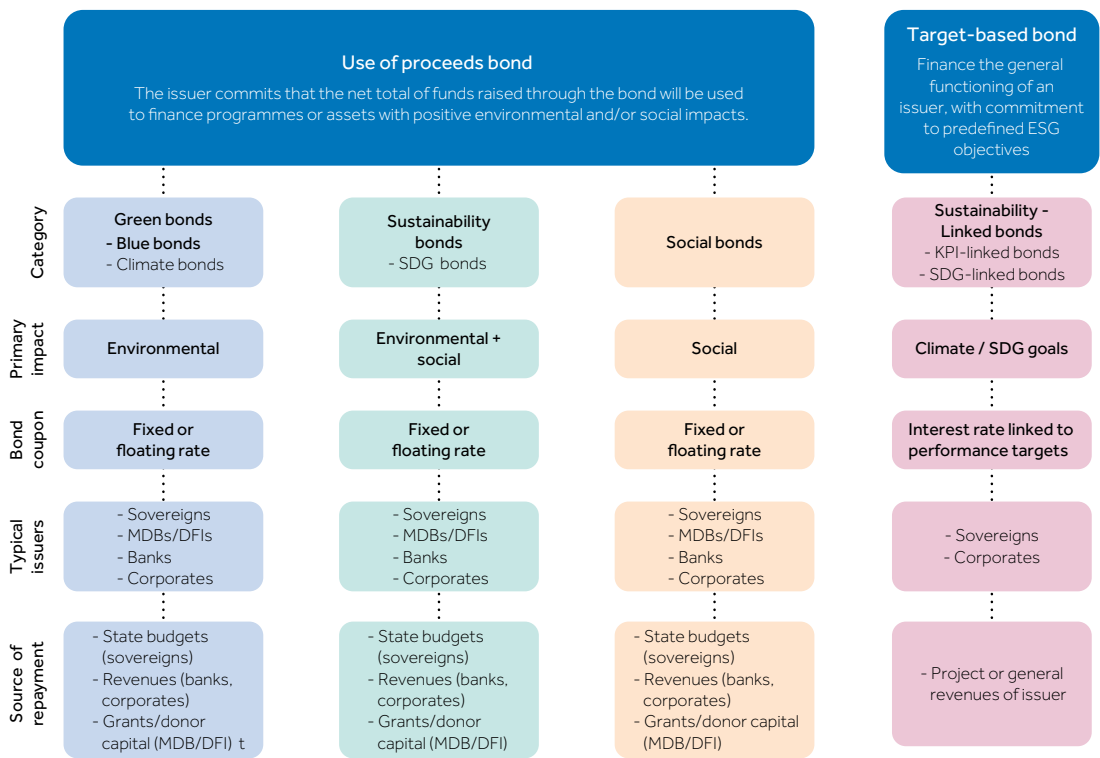 Use of proceeds bond
The issuer commits that the net total of funds raised through the bond will be used
to finance programmes or assets with positive environmental and/or social impacts.
Target-based bond
Finance the general
functioning of an
issuer, with commitment
to predefined ESG
objectives
Category
Green bonds
- Blue bonds
- Climate bonds
Sustainability
bonds
- SDG bonds
Social bonds
Sustainability -
Linked bonds
- KPI-linked bonds
- SDG-linked bonds
Primary
impact
Environmental
Environmental +
social
Social
Climate / SDG goals
Bond
coupon
Fixed or
floating rate
Fixed or
floating rate
Fixed or
floating rate
Interest rate linked to
performance targets
Typical
issuers
- Sovereigns
- MDBs/DFIs
- Banks
- Corporates
- Sovereigns
- MDBs/DFIs
- Banks
- Corporates
- Sovereigns
- MDBs/DFIs
- Banks
- Corporates
- Sovereigns
- Corporates
Source of
repayment
- State budgets
(sovereigns)
- Revenues (banks,
corporates)
- Grants/donor
capital (MDB/DFI) t
- State budgets
(sovereigns)
- Revenues (banks,
corporates)
- Grants/donor
capital (MDB/DFI)
- State budgets
(sovereigns)
- Revenues (banks,
corporates)
- Grants/donor capital
(MDB/DFI)
- Project or general
revenues of issuer